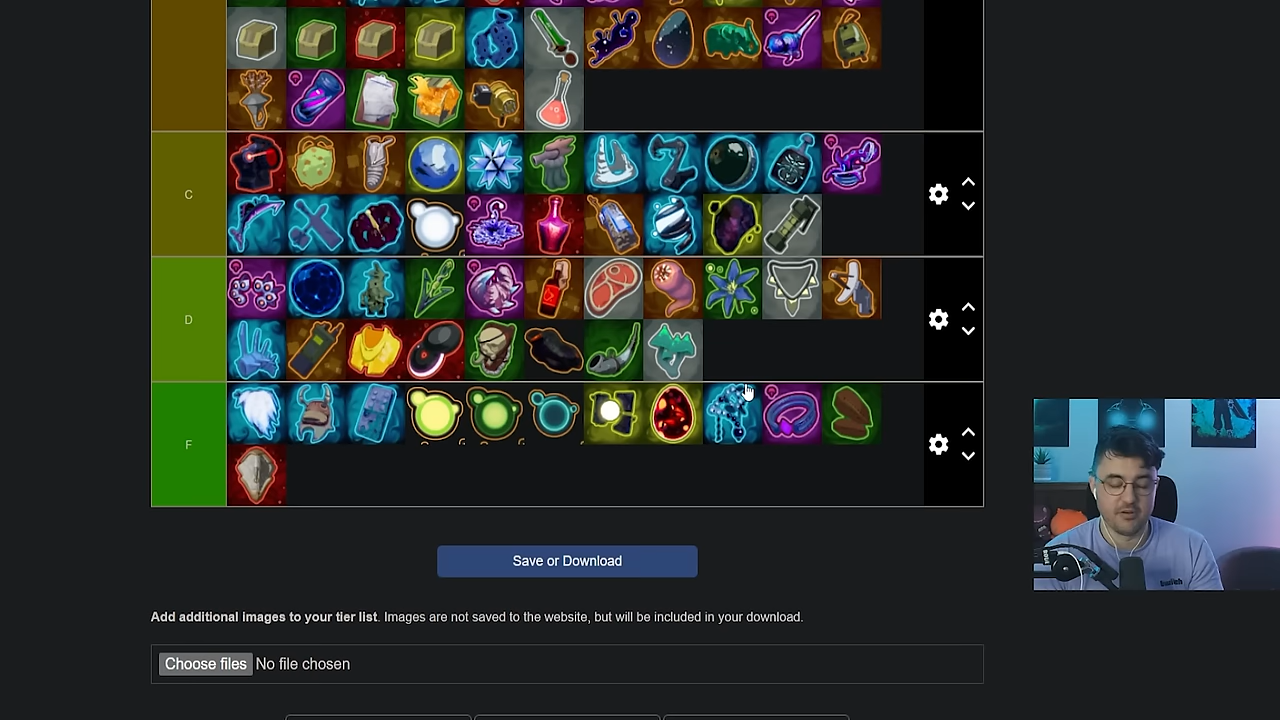 C
D
F
Save or Download
Add additional images to your tier list. Images are not saved to the website, but will be included in your download.
Choose files No file chosen
twitch